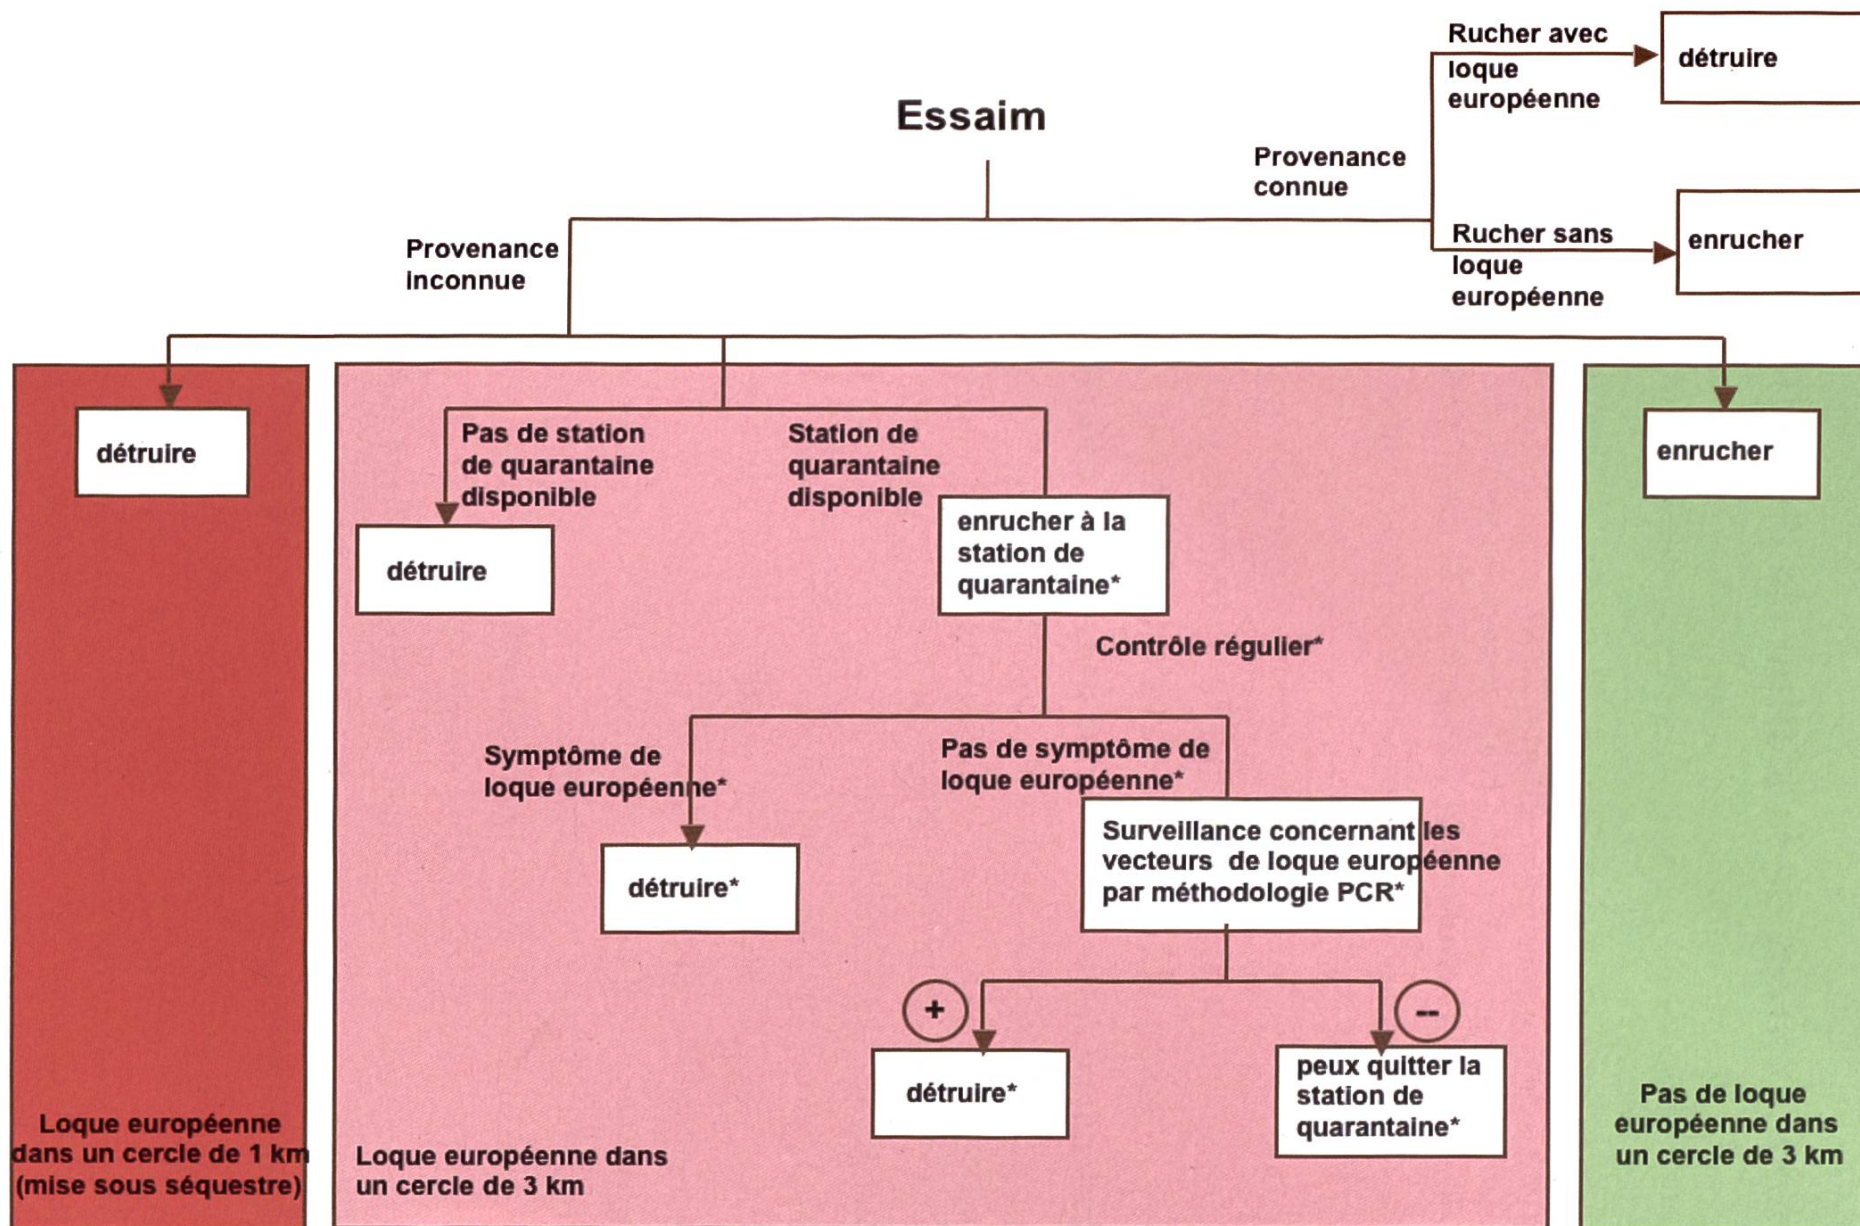 Essaim
Provenance
connue
Rucher avec
loque
européenne
détruire
Rucher sans
loque
européenne
enrucher
Provenance
inconnue
détruire
Loque européenne
dans un cercle de 1 km
(mise sous séquestre)
Pas de station
de quarantaine
disponible
détruire
Station de
quarantaine
disponible
enrucher à la
station de
quarantaine*
Contrôle régulier*
Symptôme de
loque européenne*
détruire*
Pas de symptôme de
loque européenne*
Surveillance concernant les
vecteurs de loque européenne
par méthodologie PCR*
+
détruire*
--
peux quitter la
station de
quarantaine*
Loque européenne dans
un cercle de 3 km
enrucher
Pas de loque
européenne dans
un cercle de 3 km